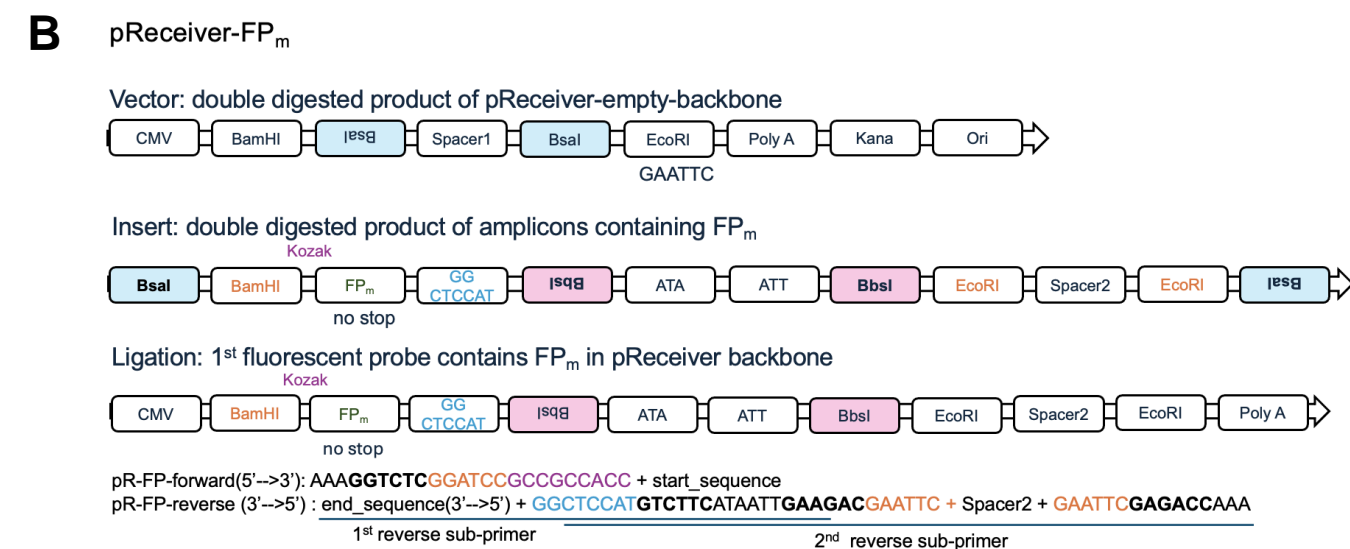 B pReceiver-FPm
Vector: double digested product of pReceiver-empty-backbone
CMV BamHI BsaI Spacer1 BsaI EcoRI Poly A Kana Ori
GAATTC
Insert: double digested product of amplicons containing FPm
Kozak
BsaI BamHI FPm GG CTCCAT BbsI ATA ATT BbsI EcoRI Spacer2 EcoRI BsaI
no stop
Ligation: 1st fluorescent probe contains FPm in pReceiver backbone
Kozak
CMV BamHI FPm GG CTCCAT BbsI ATA ATT BbsI EcoRI Spacer2 EcoRI Poly A
no stop
pR-FP-forward(5'-->3'): AAAGGTCTCGGATCCGCCGCCACC + start_sequence
pR-FP-reverse (3'-->5') : end_sequence(3'-->5') + GGCTCCATGTCTTCATAATTGAAGACGAATTC + Spacer2 + GAATTCGAGACCAAA
1st reverse sub-primer 2nd reverse sub-primer